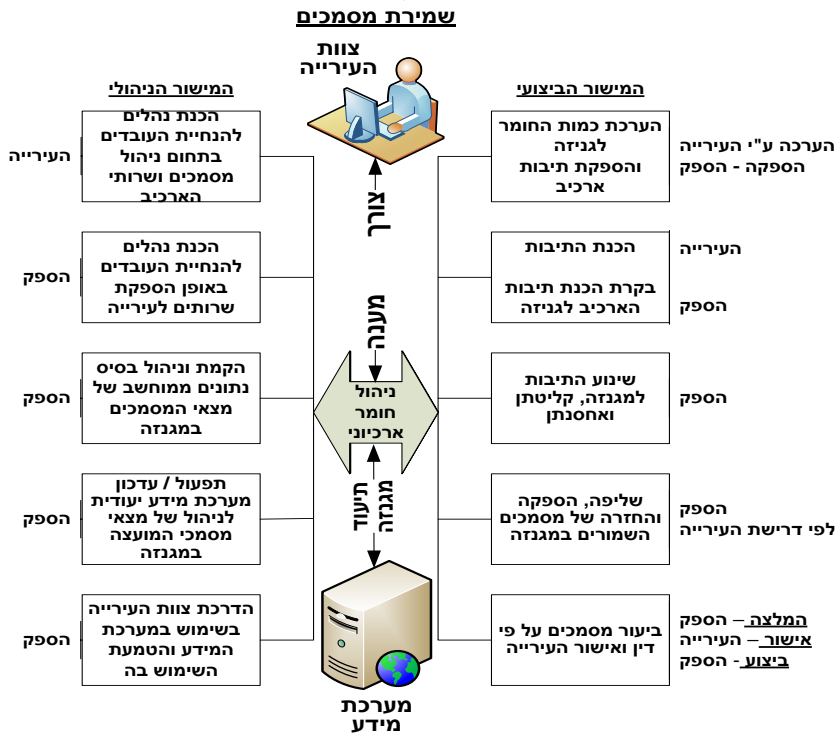 שמירת מסמכים
צוות
העירייה
המישור הביצועי
הערכת כמות החומר
לגניזה
והספקת תיבות
ארכיב
הערכה ע"י העירייה
הספקה - הספק
הכנת התיבות
בקרת הכנת תיבות
הארכיב לגניזה
העירייה
הספק
שינוע התיבות
למגנזה, קליטתן
ואחסנתן
הספק
שליפה, הספקה
והחזרה של מסמכים
השמורים במגנזה
הספק
לפי דרישת העירייה
ביעור מסמכים על פי
דין ואישור העירייה
המלצה – הספק
אישור – העירייה
ביצוע - הספק
צורך
מענה
ניהול
חומר
ארכיוני
תיעוד
מגנזה
מערכת
מידע
המישור הניהולי
הכנת נהלים
להנחיית העובדים
בתחום ניהול
מסמכים ושרותי
הארכיב
העירייה
הכנת נהלים
להנחיית העובדים
באופן הספקת
שרותים לעירייה
הספק
הקמת וניהול בסיס
נתונים ממוחשב של
מצאי המסמכים
במגנזה
הספק
תפעול / עדכון
מערכת מידע יעודית
לניהול של מצאי
מסמכי המועצה
במגנזה
הספק
הדרכת צוות העירייה
בשימוש במערכת
המידע והטמעת
השימוש בה
הספק